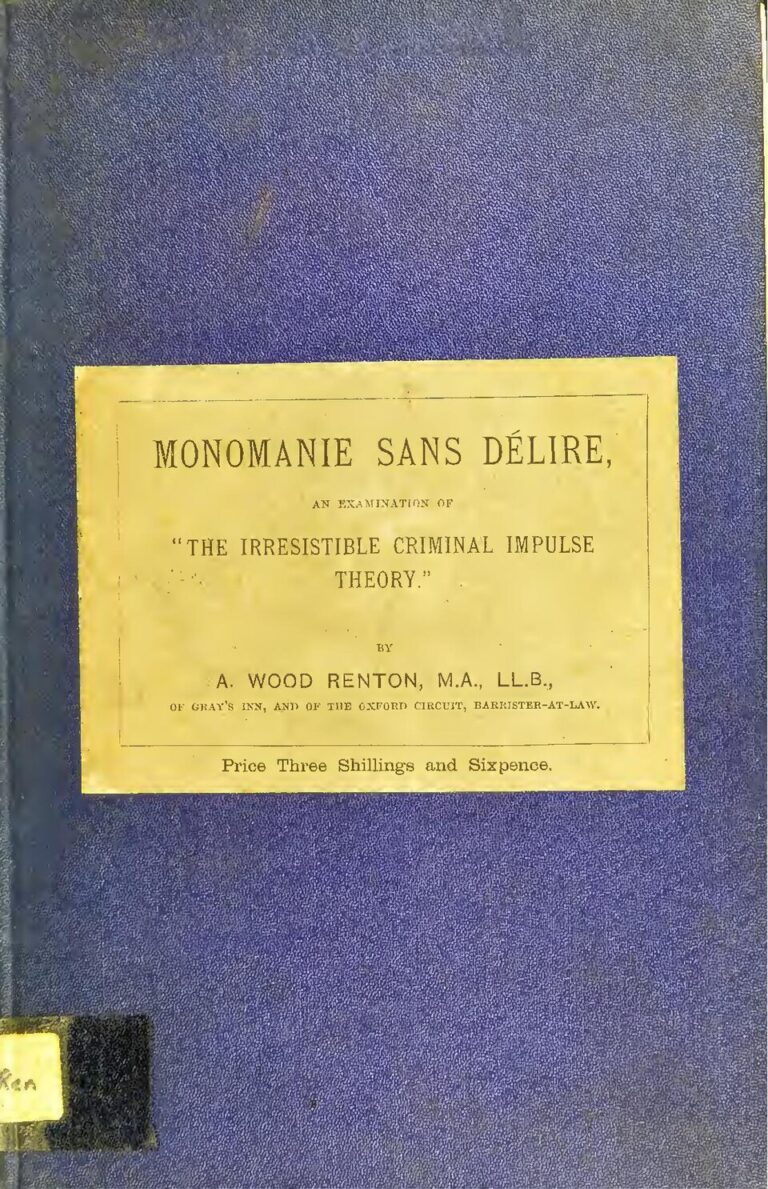 MONOMANIE SANS DÉLIRE,
AN EXAMINATION OF
"THE IRRESISTIBLE CRIMINAL IMPULSE
THEORY."
BY
A. WOOD RENTON, M.A., LL.B.,
OF GRAY'S INN, AND OF THE OXFORD CIRCUIT, BARRISTER-AT-LAW.
Price Three Shillings and Sixpence.
Ren